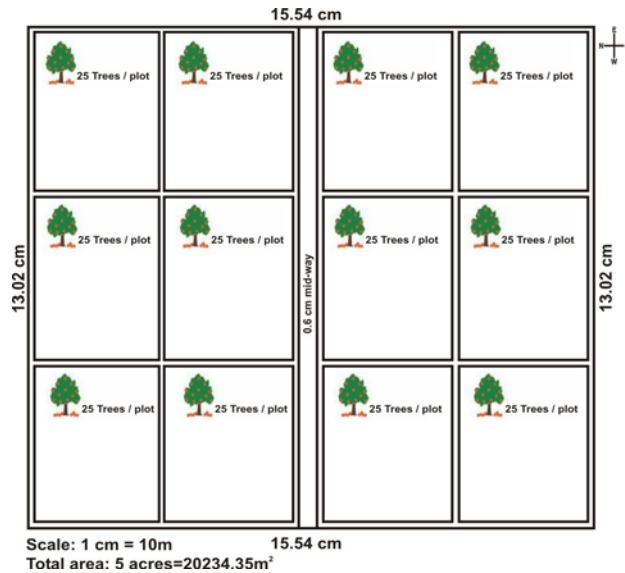 15.54 cm
E
N
W
25 Trees / plot
25 Trees / plot
25 Trees / plot
25 Trees / plot
13.02 cm
25 Trees / plot
25 Trees / plot
0.6 cm mid-way
25 Trees / plot
25 Trees / plot
13.02 cm
25 Trees / plot
25 Trees / plot
25 Trees / plot
25 Trees / plot
Scale: 1 cm = 10m
15.54 cm
Total area: 5 acres=20234.35m²